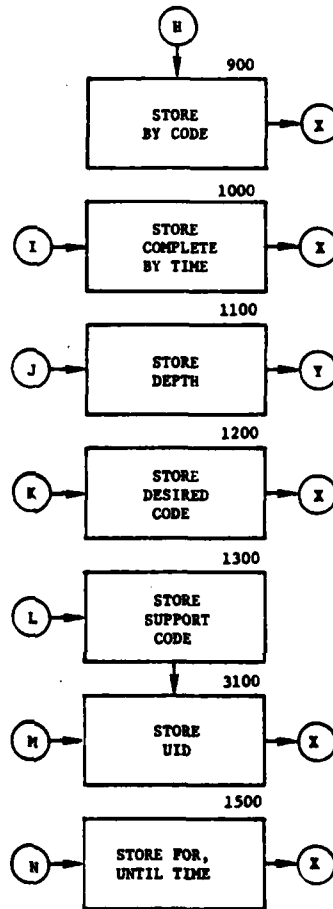 H
900
STORE
BY CODE
X
1000
I
STORE
COMPLETE
BY TIME
X
1100
J
STORE
DEPTH
Y
1200
K
STORE
DESIRED
CODE
X
1300
L
STORE
SUPPORT
CODE
3100
M
STORE
UID
X
1500
N
STORE FOR,
UNTIL TIME
X